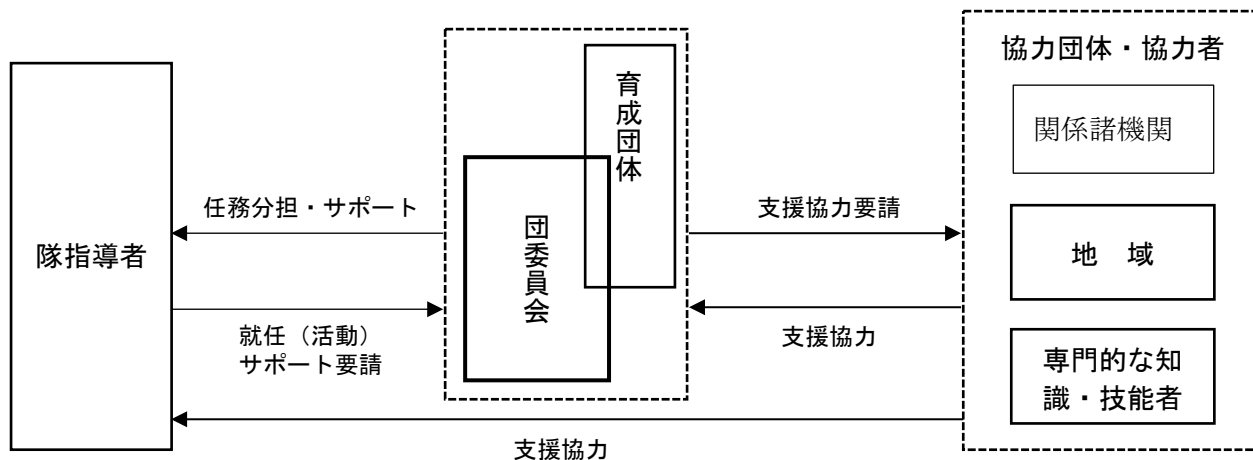 隊指導者
任務分担・サポート
就任（活動）
サポート要請
育成団体
団委員会
支援協力要請
支援協力
支援協力
協力団体・協力者
関係諸機関
地　域
専門的な知
識・技能者